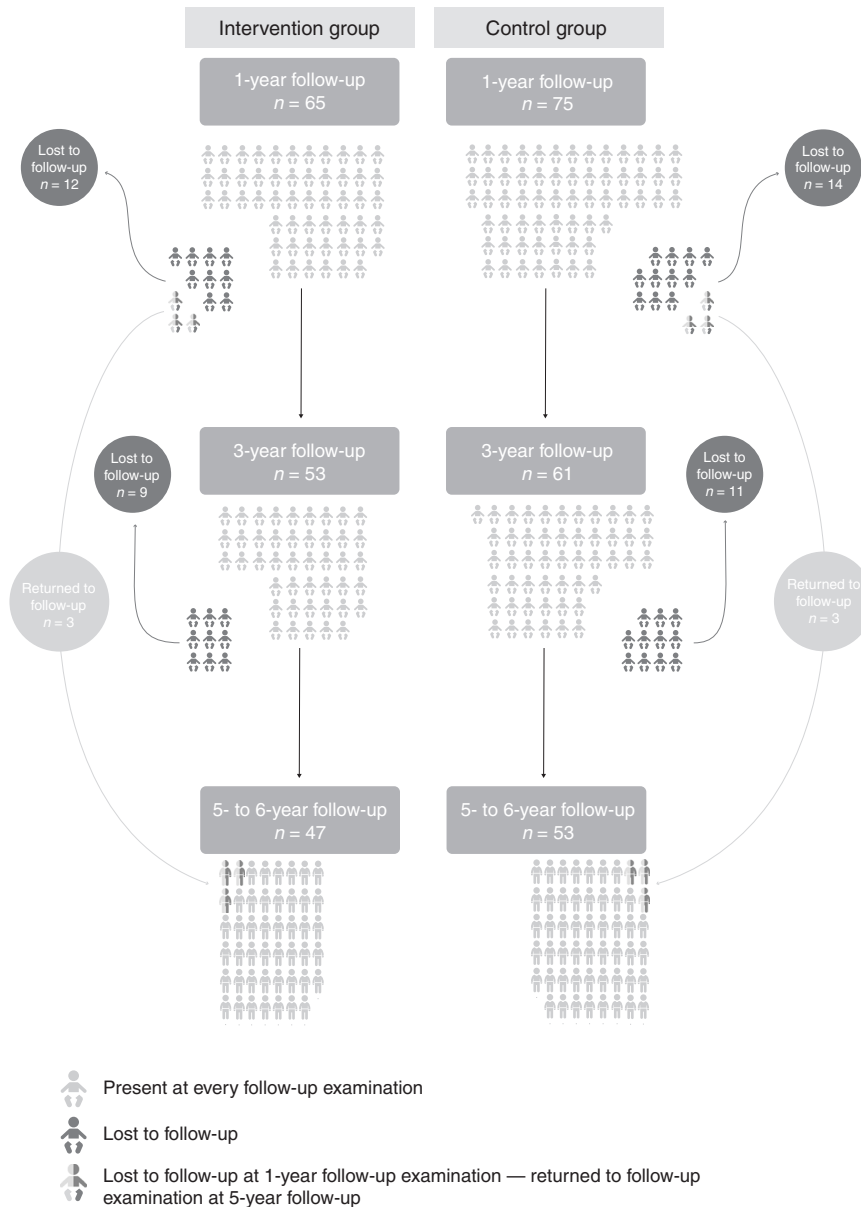 Intervention group
Control group
1-year follow-up
n = 65
1-year follow-up
n = 75
Lost to
follow-up
n = 12
Lost to
follow-up
n = 14
3-year follow-up
n = 53
3-year follow-up
n = 61
Lost to
follow-up
n = 9
Lost to
follow-up
n = 11
Returned to
follow-up
n = 3
Returned to
follow-up
n = 3
5- to 6-year follow-up
n = 47
5- to 6-year follow-up
n = 53
Present at every follow-up examination
Lost to follow-up
Lost to follow-up at 1-year follow-up examination — returned to follow-up
examination at 5-year follow-up